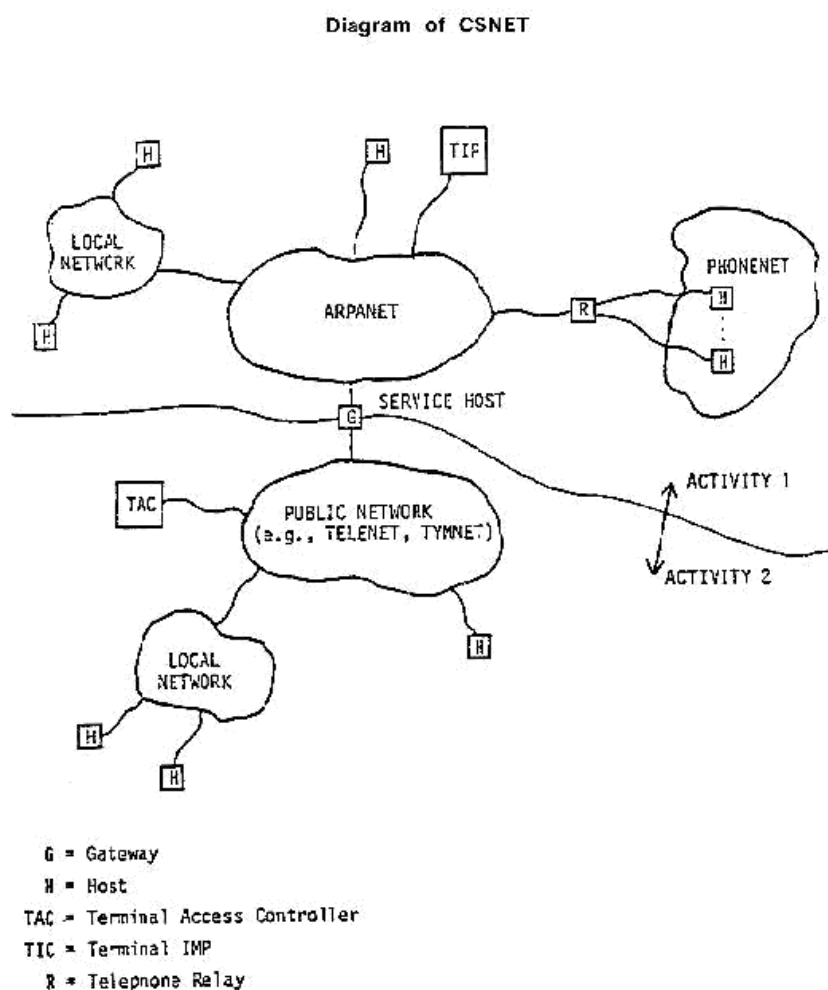 Diagram of CSNET
H
H
TIP
LOCAL
NETWORK
H
ARPANET
R
PHONENET
H
H
G
SERVICE HOST
TAC
PUBLIC NETWORK
(e.g., TELENET, TYMNET)
ACTIVITY 1
ACTIVITY 2
H
LOCAL
NETWORK
H
H
G = Gateway
H = Host
TAC = Terminal Access Controller
TIC = Terminal IMP
R = Telephone Relay